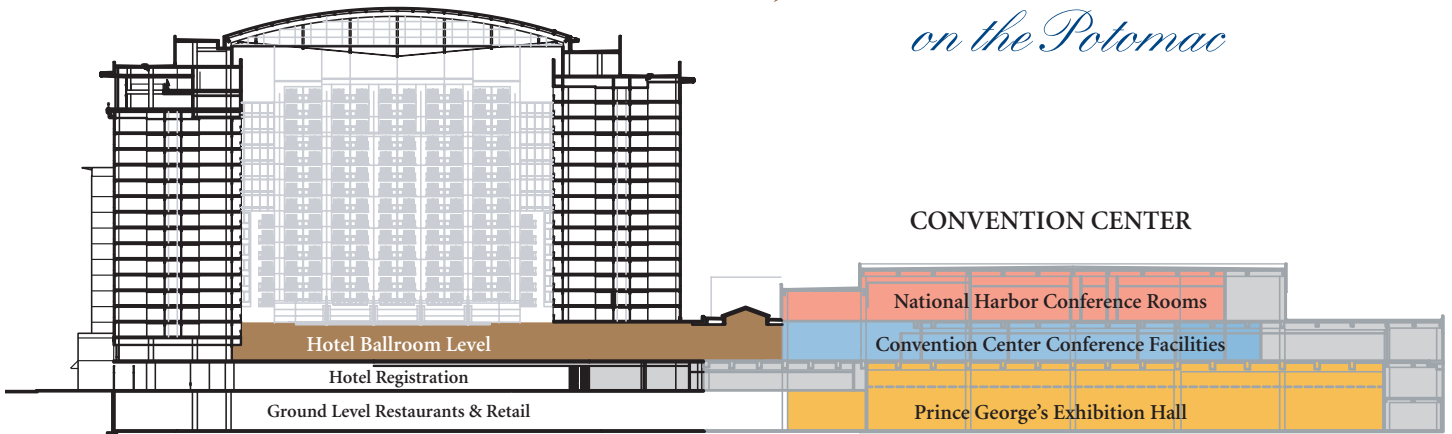 on the Potomac
CONVENTION CENTER
National Harbor Conference Rooms
Hotel Ballroom Level
Convention Center Conference Facilities
Hotel Registration
Ground Level Restaurants & Retail
Prince George's Exhibition Hall